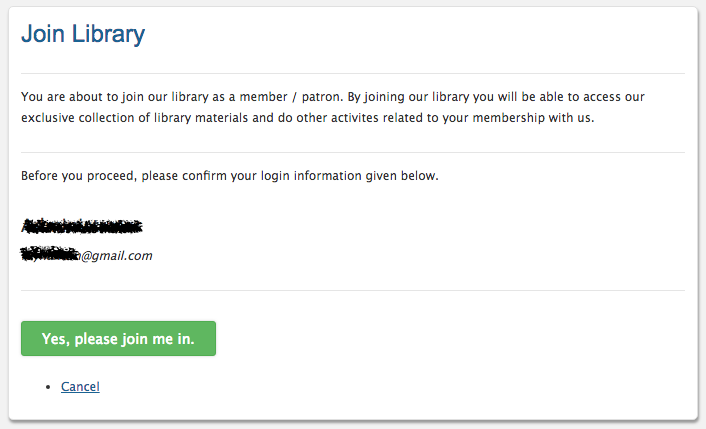 Join Library
You are about to join our library as a member / patron. By joining our library you will be able to access our
exclusive collection of library materials and do other activites related to your membership with us.
Before you proceed, please confirm your login information given below.
@gmail.com
Yes, please join me in.
Cancel